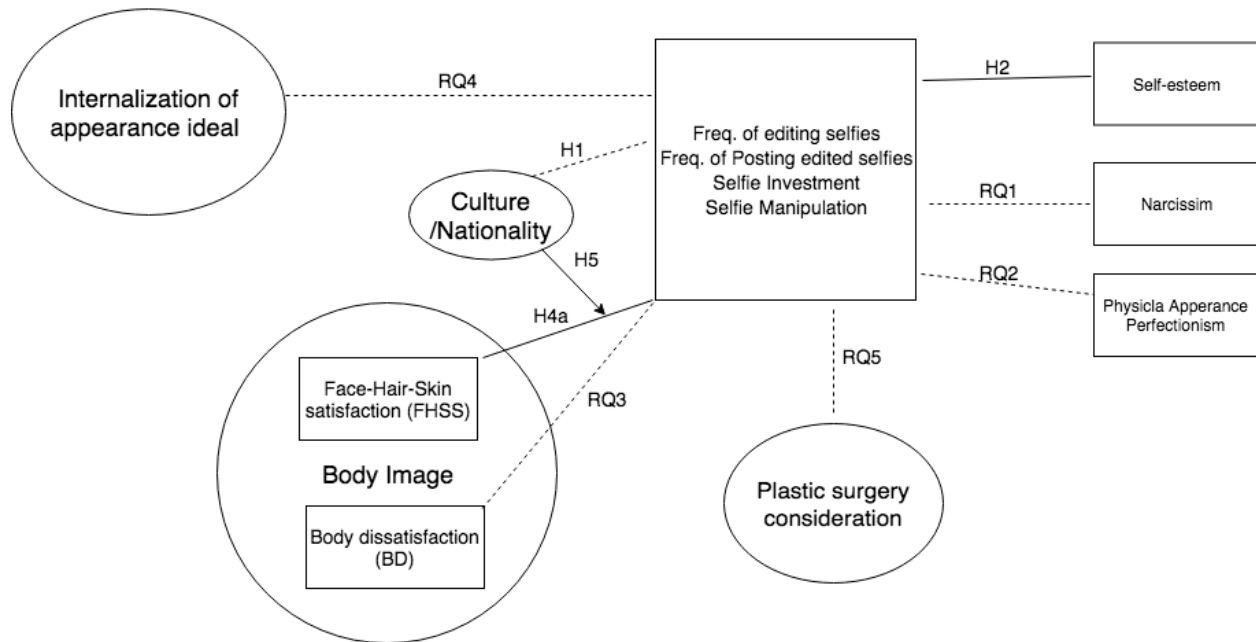 Internalization of
appearance ideal
RQ4
H1
Culture
/Nationality
H5
H4a
Face-Hair-Skin
satisfaction (FHSS)
RQ3
Body Image
Body dissatisfaction
(BD)
Freq. of editing selfies
Freq. of Posting edited selfies
Selfie Investment
Selfie Manipulation
H2
Self-esteem
RQ1
Narcissim
RQ2
Physicla Apperance
Perfectionism
RQ5
Plastic surgery
consideration